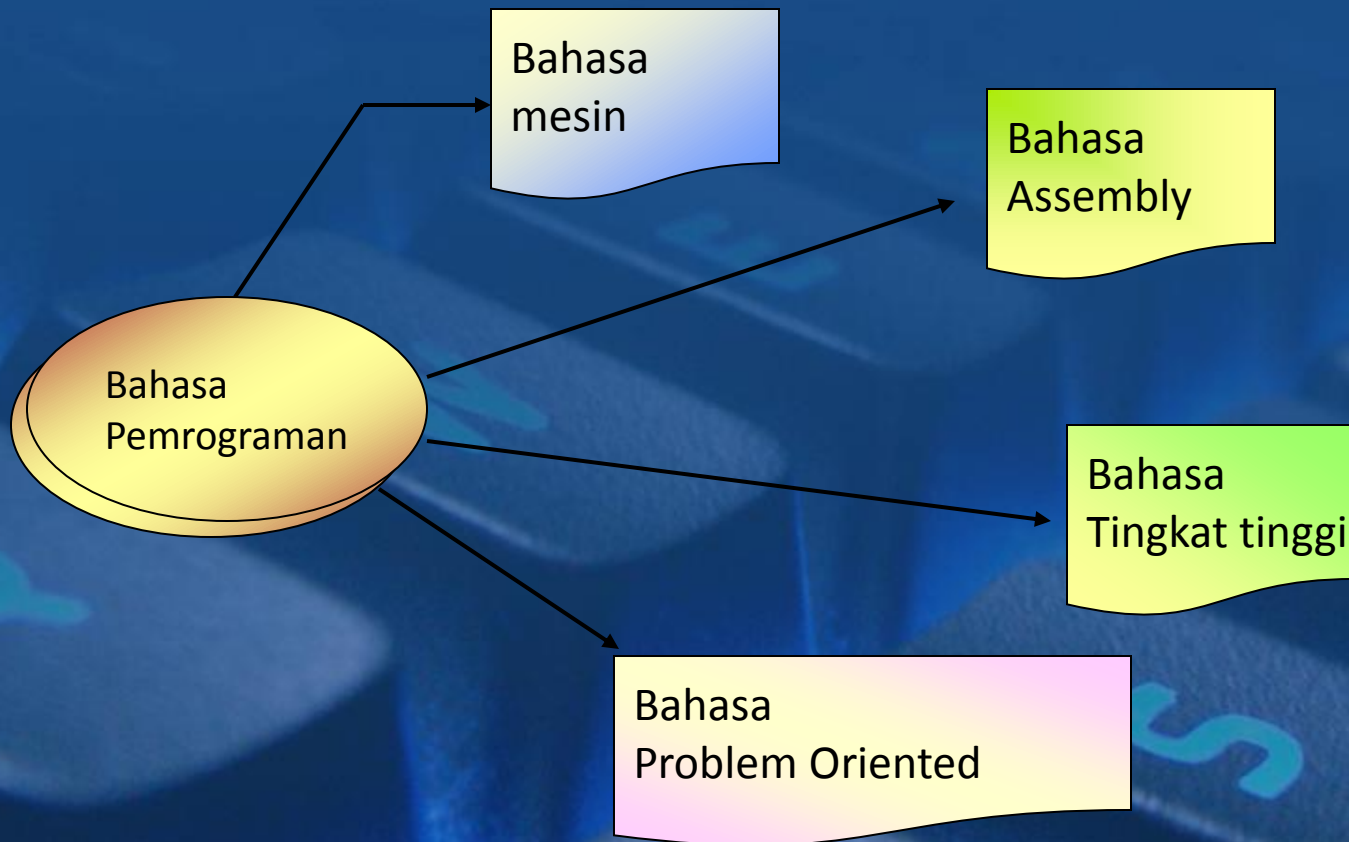 Bahasa
mesin
Bahasa
Assembly
Bahasa
Pemrograman
Bahasa
Tingkat tinggi
Bahasa
Problem Oriented
S